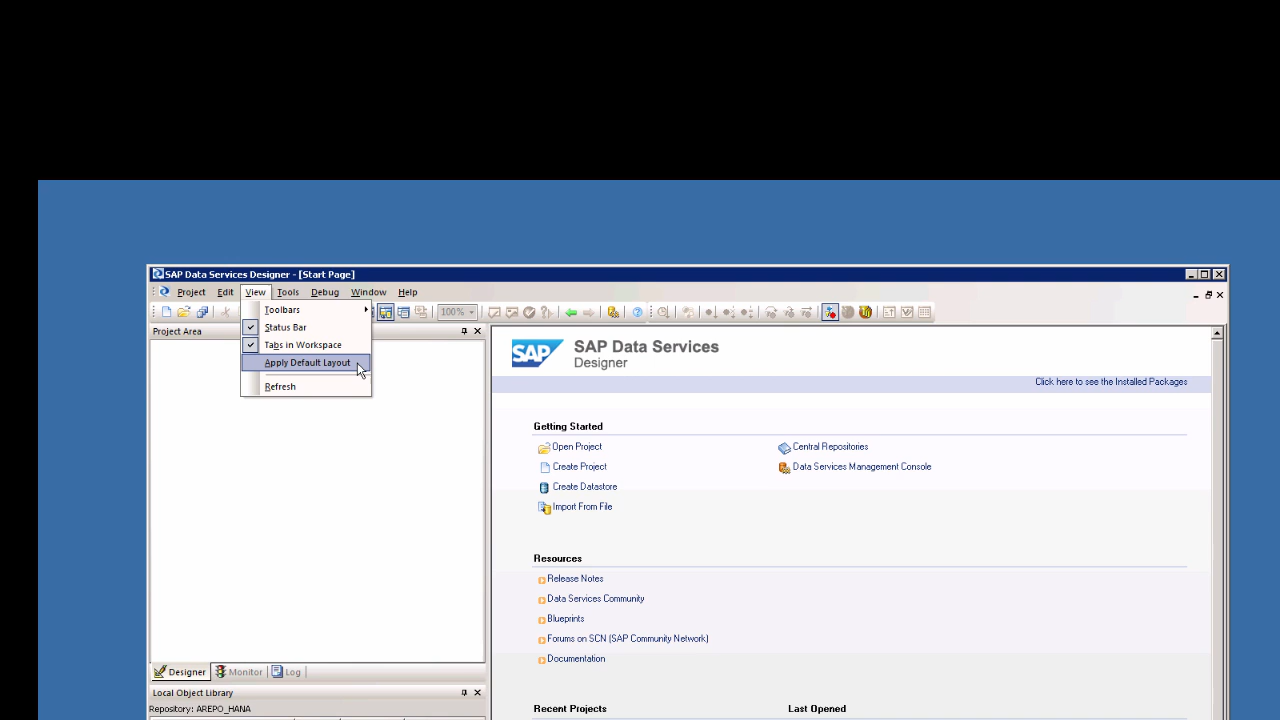 SAP Data Services Designer - [Start Page]
Project Edit View Tools Debug Window Help
100%
Toolbars
Status Bar
Tabs in Workspace
Apply Default Layout
Refresh
Project Area
SAP
SAP Data Services
Designer
Click here to see the Installed Packages
Getting Started
Open Project
Central Repositories
Create Project
Data Services Management Console
Create Datastore
Import From File
Resources
Release Notes
Data Services Community
Blueprints
Forums on SCN (SAP Community Network)
Documentation
Designer Monitor Log
Local Object Library
Repository: AREPO_HANA
Recent Projects
Last Opened